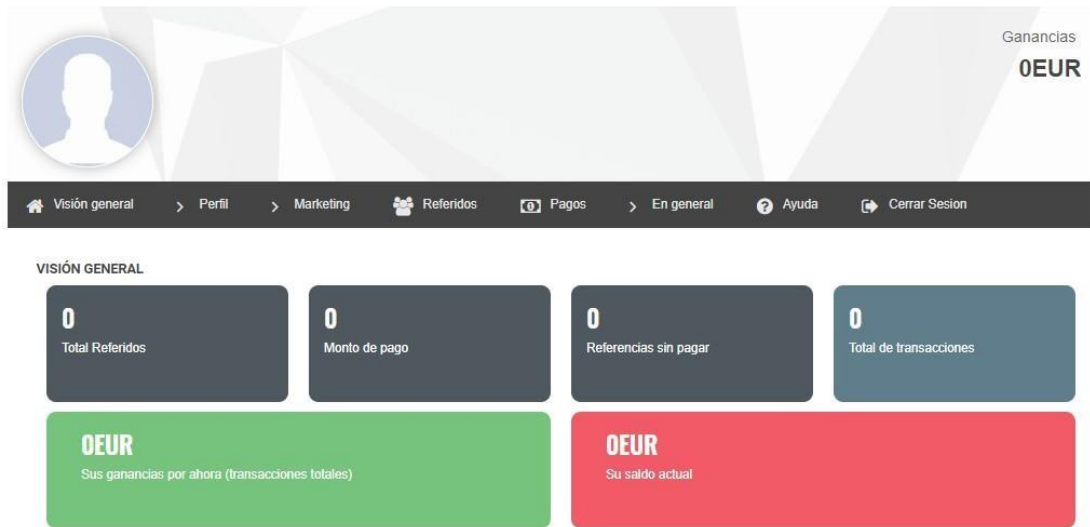 Ganancias
0EUR
Visión general Perfil Marketing Referidos Pagos En general Ayuda Cerrar Sesion
VISIÓN GENERAL
0 0 0 0
Total Referidos Monto de pago Referencias sin pagar Total de transacciones
0EUR 0EUR
Sus ganancias por ahora (transacciones totales) Su saldo actual